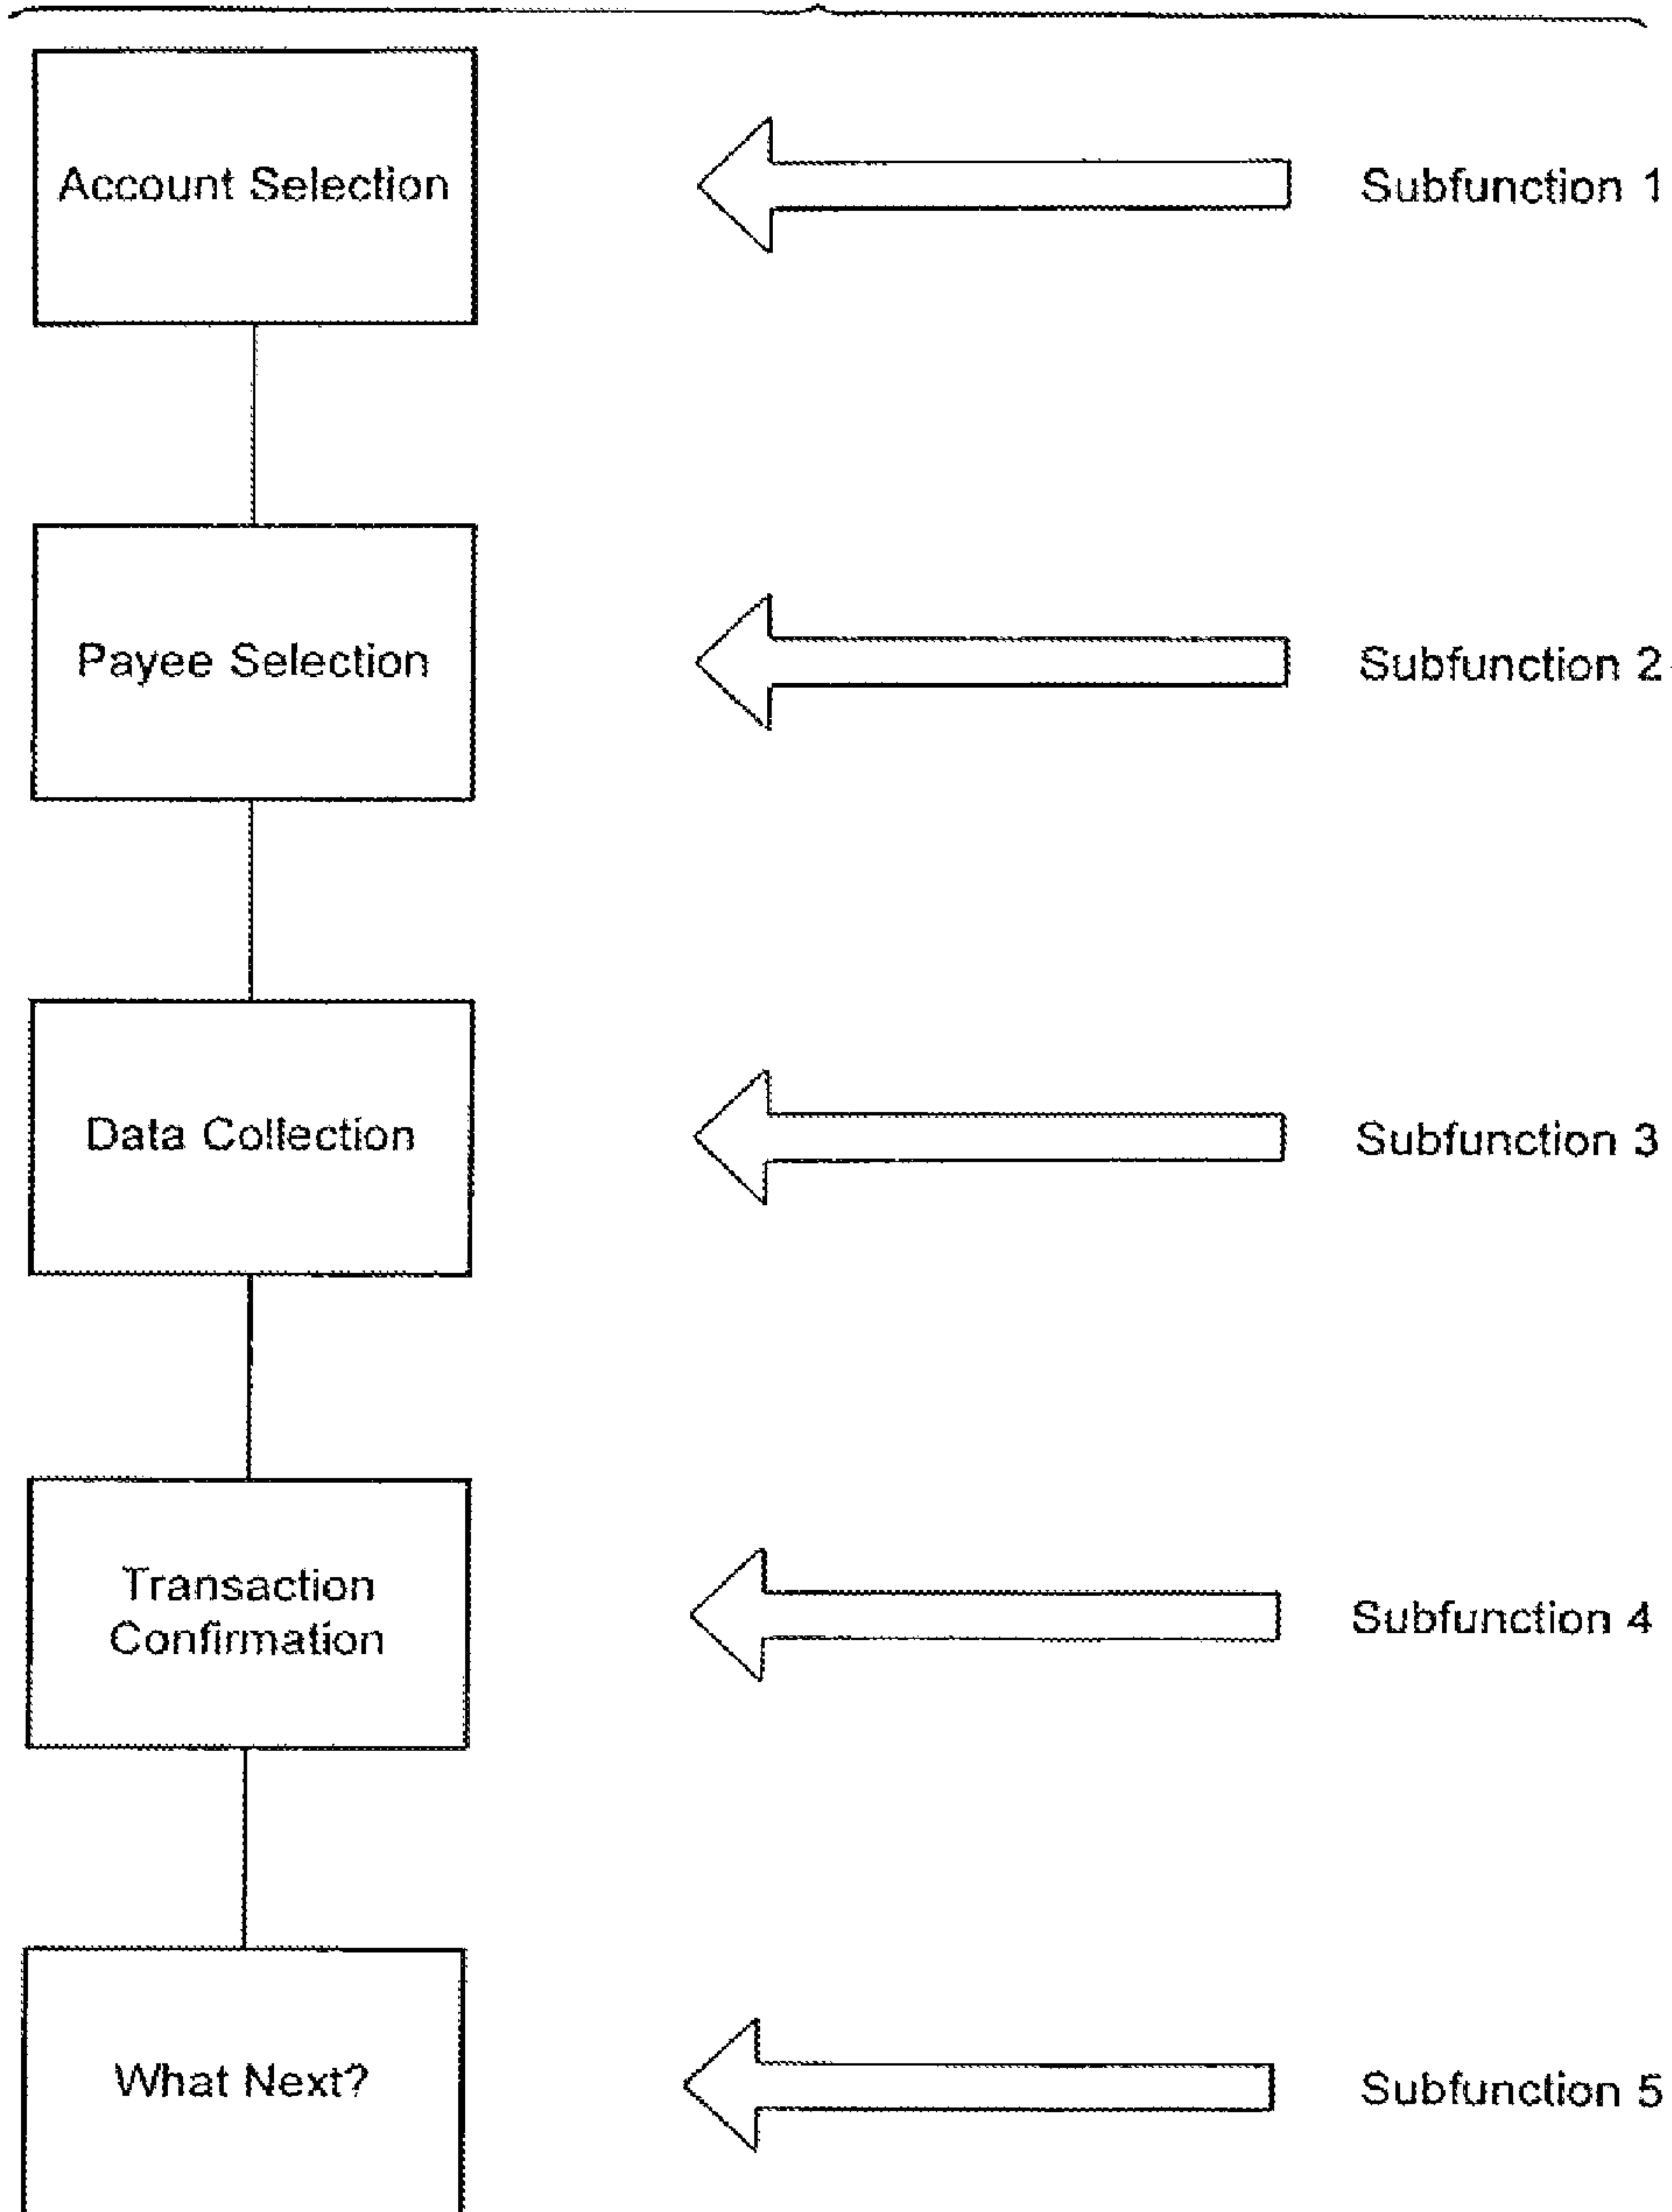 Account Selection
Subfunction 1
Payee Selection
Subfunction 2
Data Collection
Subfunction 3
Transaction
Confirmation
Subfunction 4
What Next?
Subfunction 5